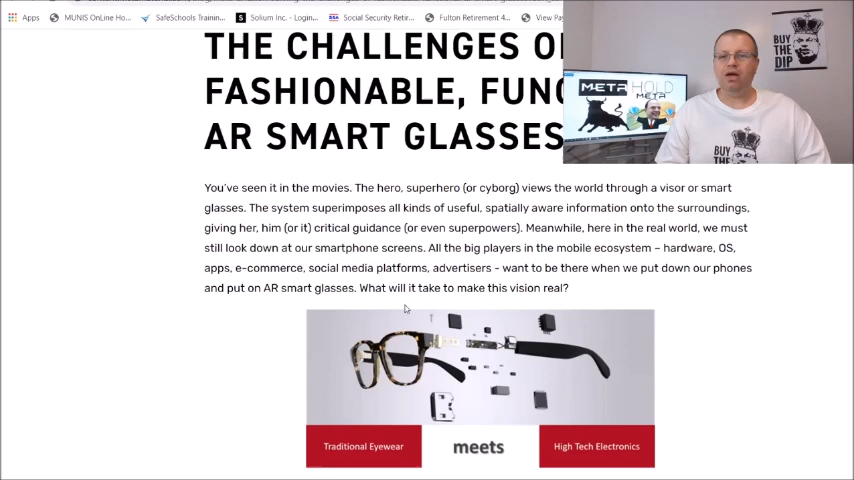 Apps MUNIS OnLine Ho... SafeSchools Trainin... Solium Inc. - Login... Social Security Retir... Fulton Retirement 4... View Pay
THE CHALLENGES
FASHIONABLE,
AR SMART GLASSES
You've seen it in the movies. The hero, superhero (or cyborg) views the world through a visor or smart
glasses. The system superimposes all kinds of useful, spatially aware information onto the surroundings,
giving her, him (or it) critical guidance (or even superpowers). Meanwhile, here in the real world, we must
still look down at our smartphone screens. All the big players in the mobile ecosystem – hardware, OS,
apps, e-commerce, social media platforms, advertisers - want to be there when we put down our phones
and put on AR smart glasses. What will it take to make this vision real?
Traditional Eyewear meets High Tech Electronics
META HOLD
META
BUY
THE
DIP
BUY
THE